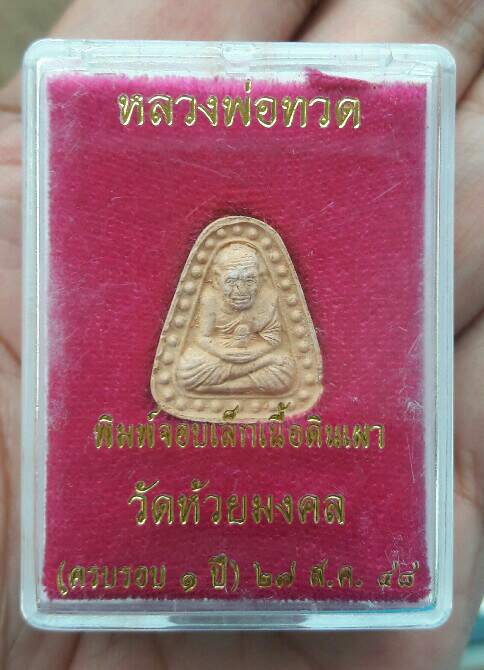 หลวงพ่อทวด
พิมพ์จอบเล็กเนื้อดินเผา
วัดห้วยมงคล
(ครบรอบ ๑ ปี) ๒๗ ส.ค. ๔๘